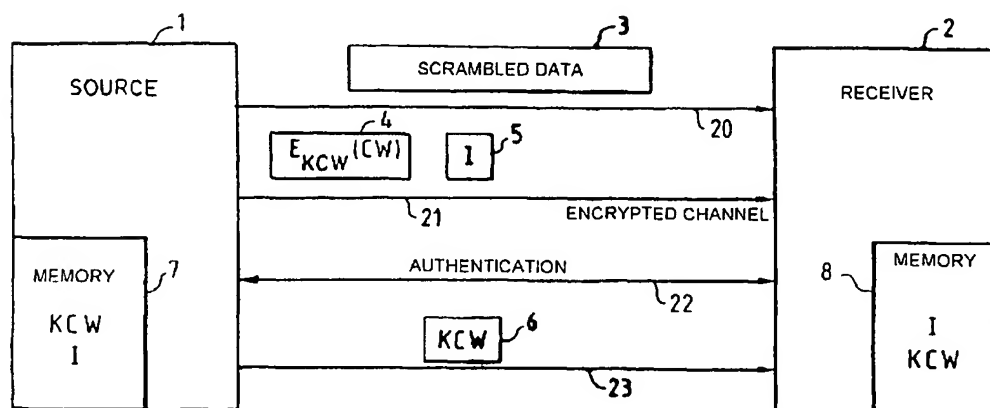 1
3
2
SOURCE
SCRAMBLED DATA
RECEIVER
20
4
5
E_KCW(CW)
I
21
ENCRYPTED CHANNEL
MEMORY
7
AUTHENTICATION
22
8
MEMORY
KCW
I
KCW
6
I
KCW
23